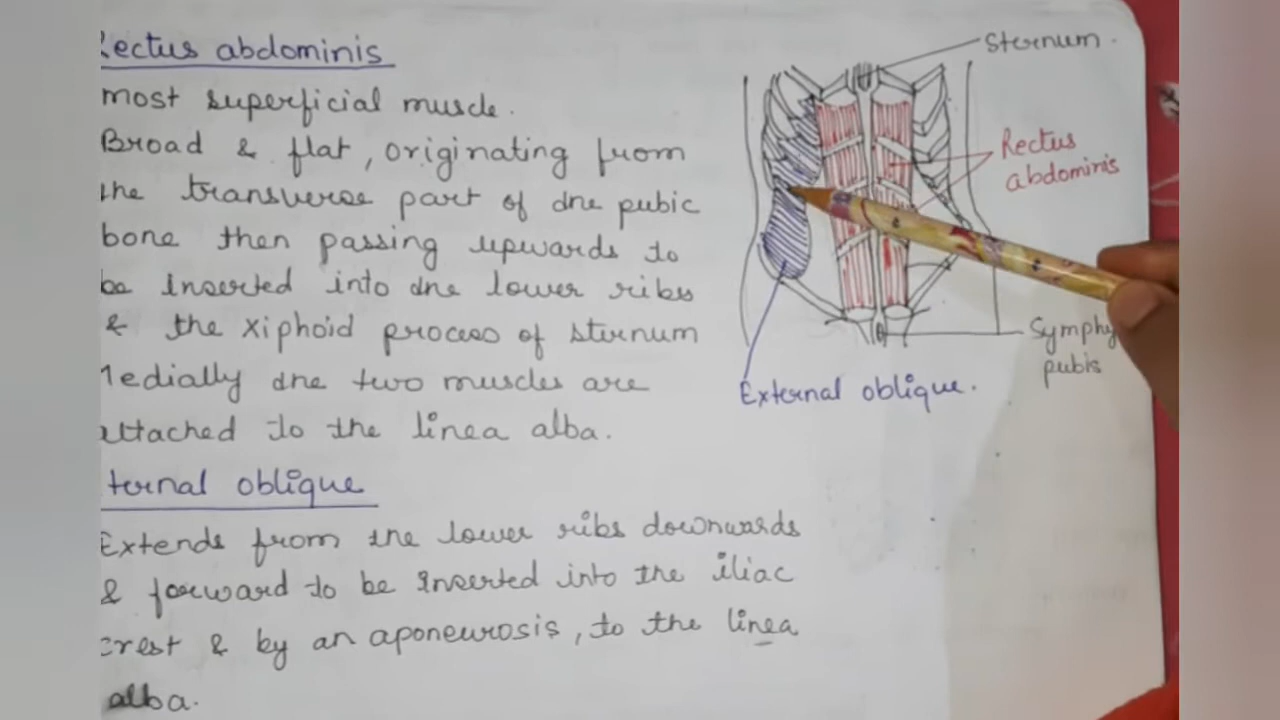 Rectus abdominis
most superficial muscle.
Broad & flat, originating from
the transverse part of the pubic
bone then passing upwards to
be inserted into the lower ribs
& the xiphoid process of sternum
Medially the two muscles are
attached to the linea alba.
ternal oblique
Extends from the lower ribs downwards
& forward to be inserted into the iliac
crest & by an aponeurosis, to the linea
alba.
Sternum.
Rectus
abdominis
Symphy
pubis
External oblique.